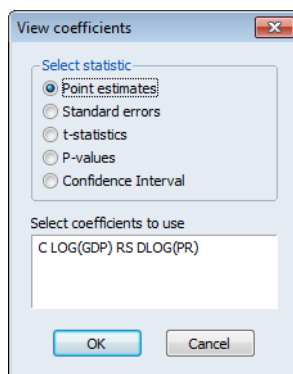 View coefficients
Select statistic
Point estimates
Standard errors
t-statistics
P-values
Confidence Interval
Select coefficients to use
C LOG(GDP) RS DLOG(PR)
OK
Cancel